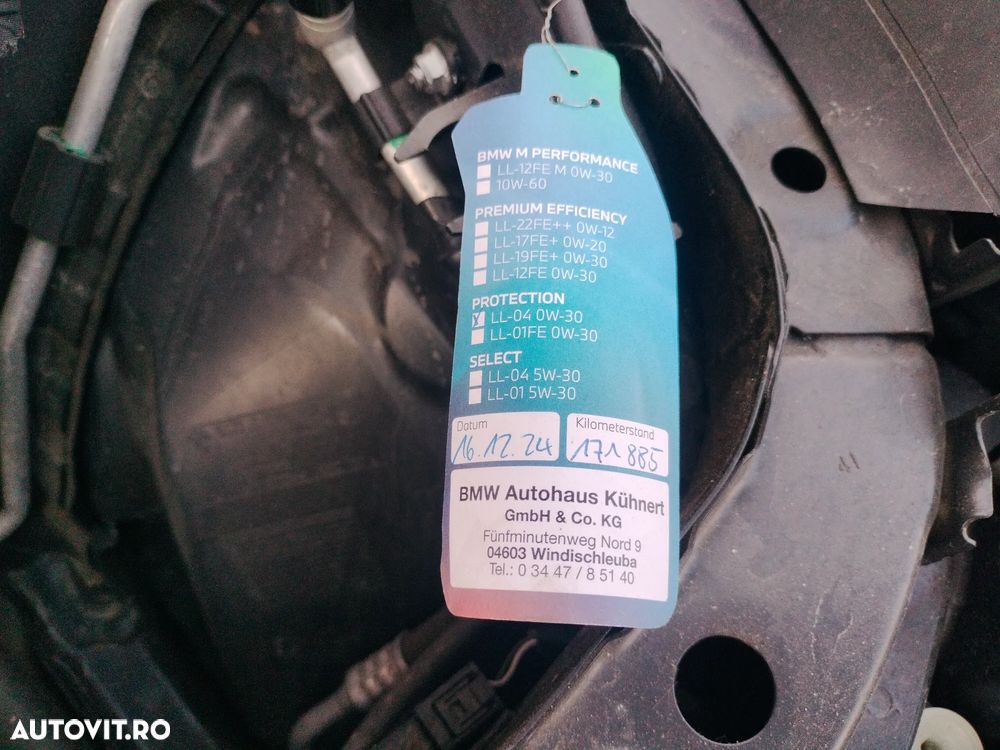 BMW M PERFORMANCE
LL-12FE M 0W-30
10W-60
PREMIUM EFFICIENCY
LL-22FE++ 0W-12
LL-17FE+ 0W-20
LL-19FE+ 0W-30
LL-12FE 0W-30
PROTECTION
LL-04 0W-30
LL-01FE 0W-30
SELECT
LL-04 5W-30
LL-01 5W-30
Datum
16.12.24
Kilometerstand
171 885
BMW Autohaus Kühnert
GmbH & Co. KG
Fünfminutenweg Nord 9
04603 Windischleuba
Tel.: 0 34 47 / 8 51 40
41
AUTOVIT.RO